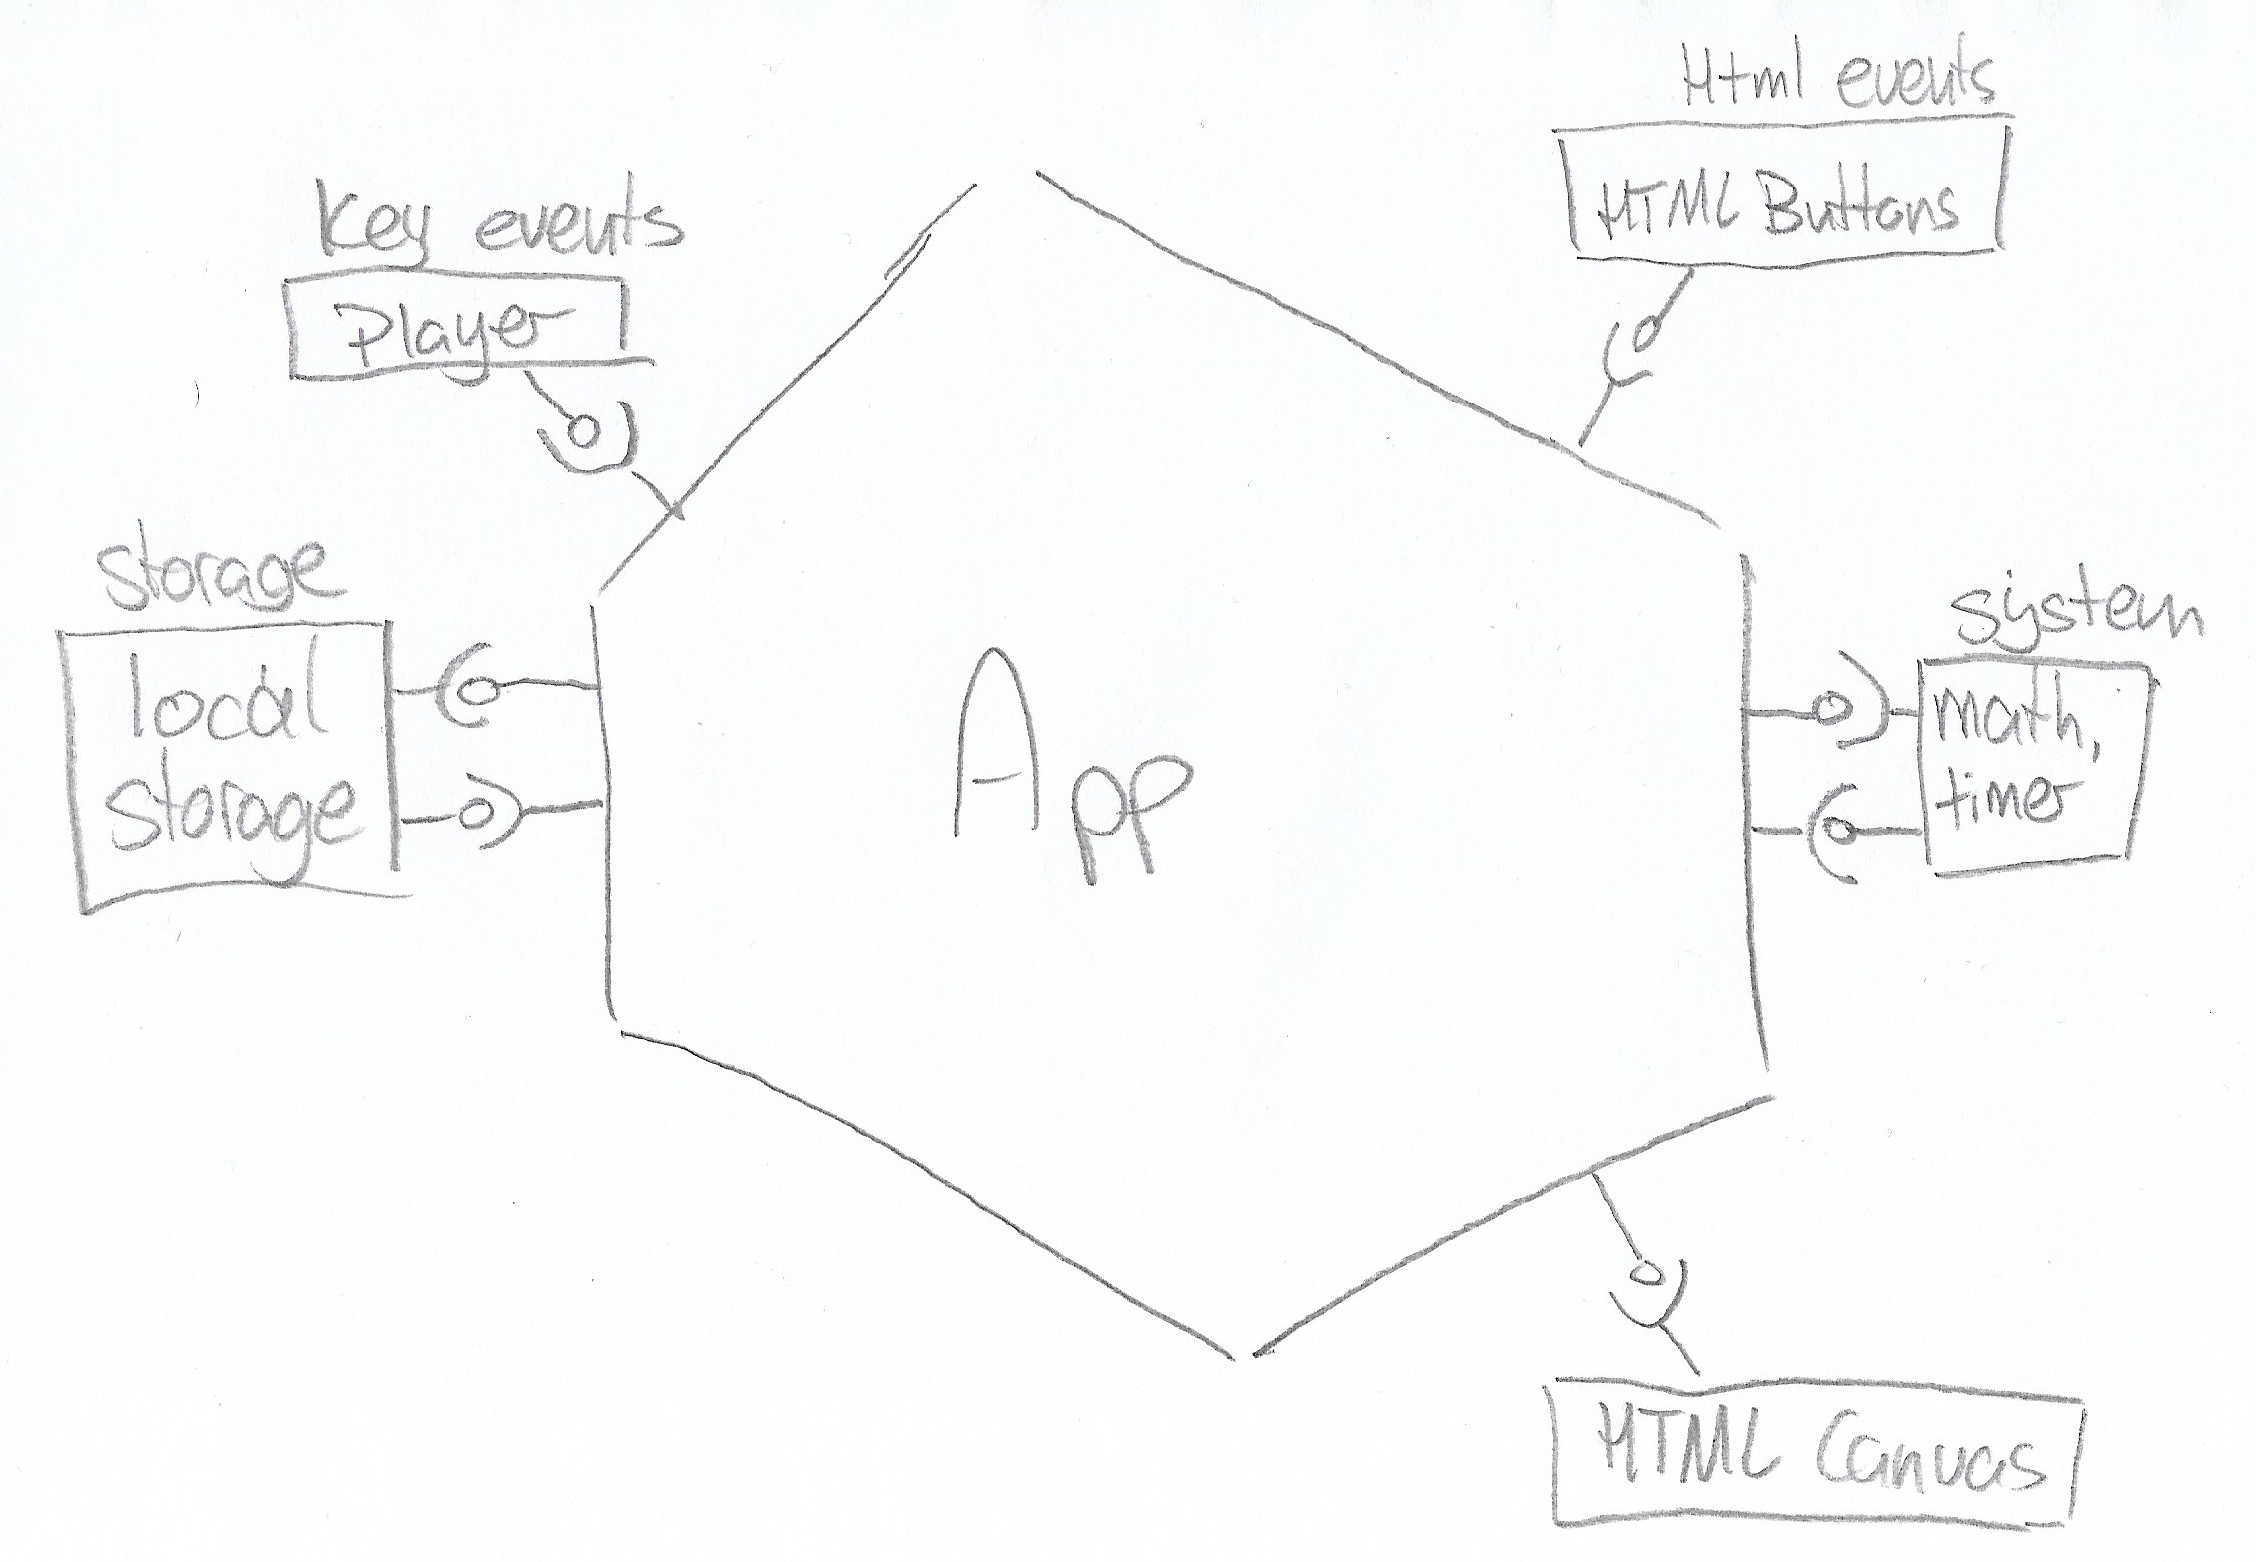 Html events
HTML Buttons
Key events
Player
storage
local
storage
App
system
math,
timer
HTML Canvas